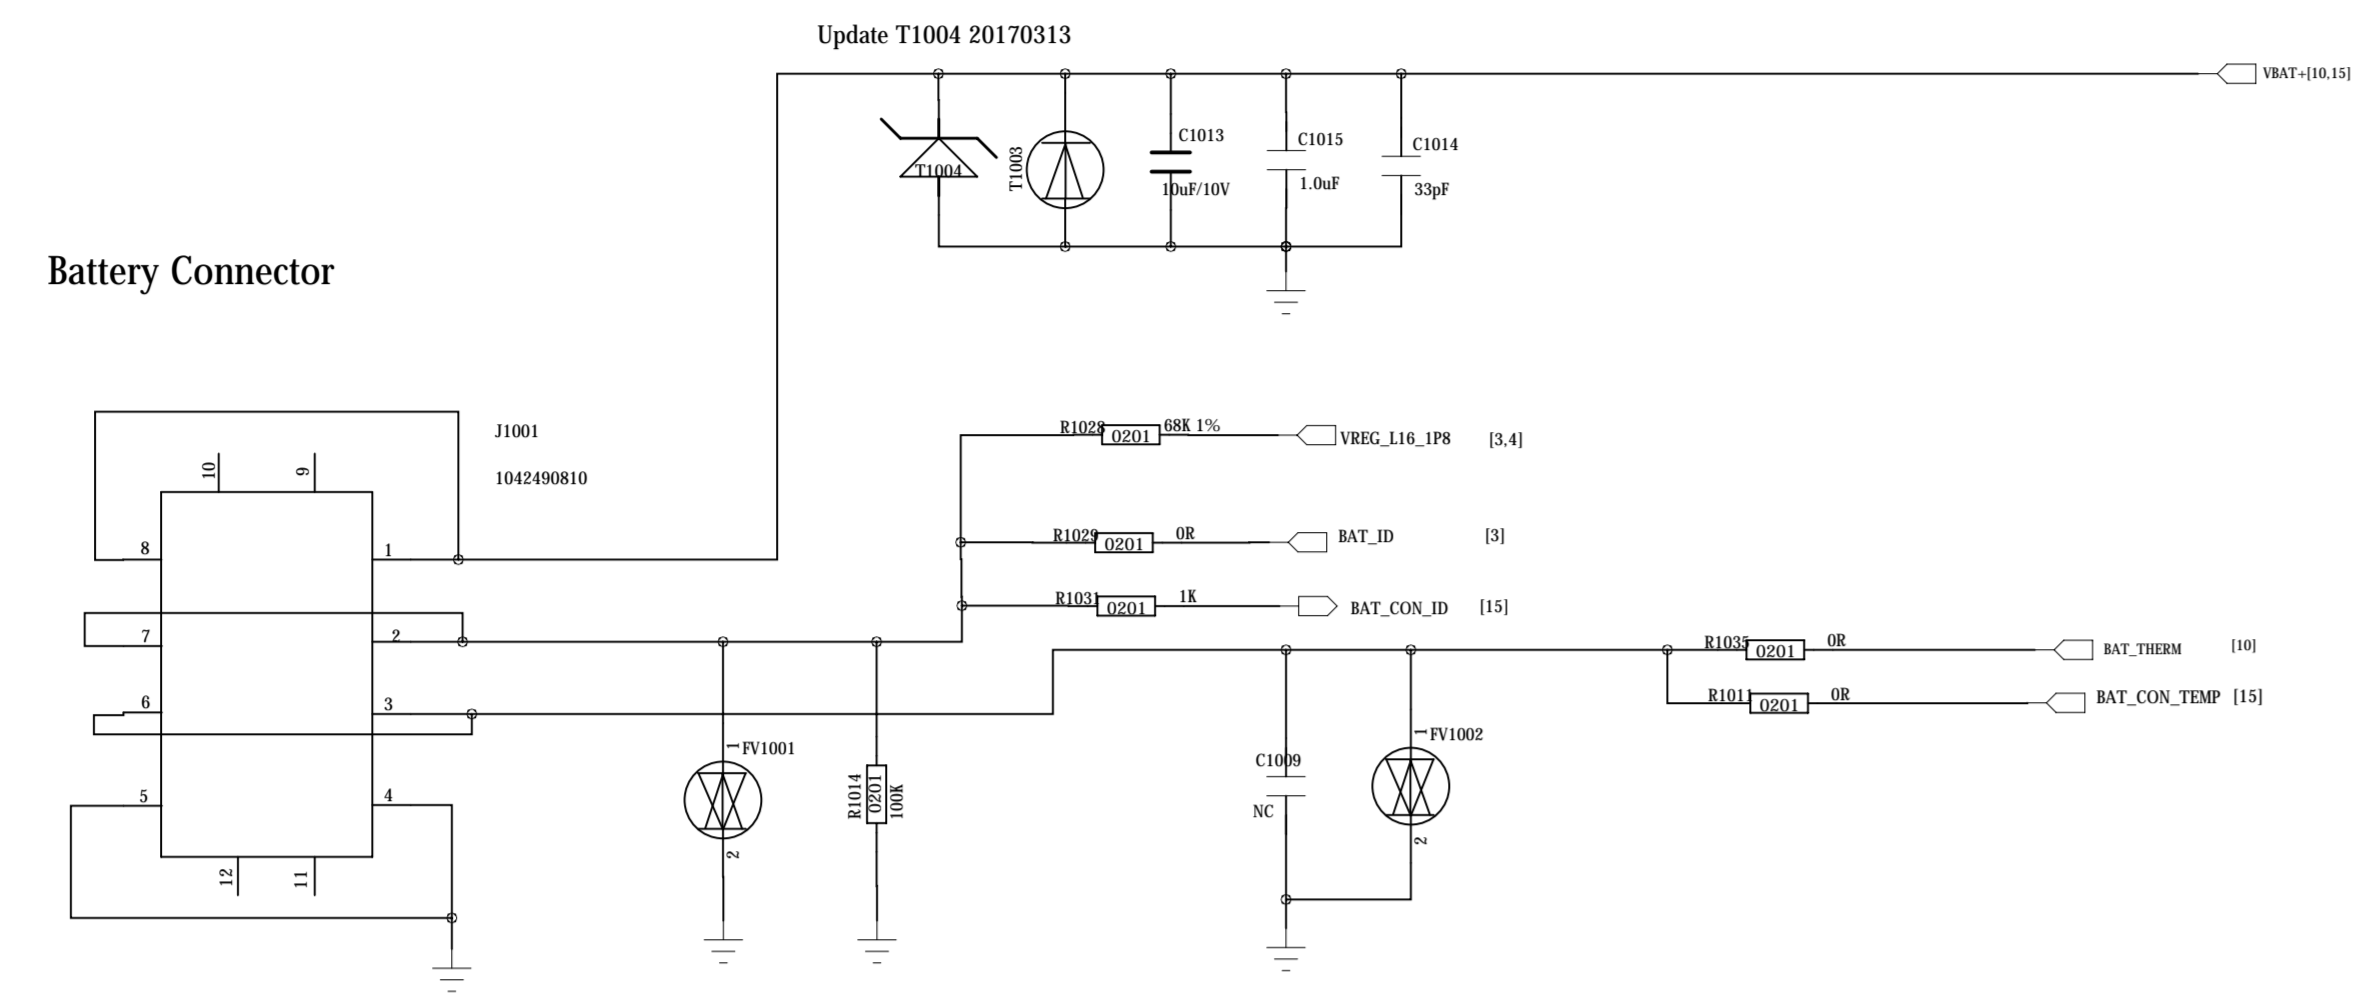 Update T1004 20170313
VBAT+[10,15]
T1004
T1003
C1013
10uF/10V
C1015
1.0uF
C1014
33pF
Battery Connector
J1001
1042490810
10
9
8
1
7
2
6
3
5
4
12
11
R1028
0201
68K 1%
VREG_L16_1P8
[3,4]
R1029
0201
0R
BAT_ID
[3]
R1031
0201
1K
BAT_CON_ID
[15]
R1035
0201
0R
BAT_THERM
[10]
R1011
0201
0R
BAT_CON_TEMP
[15]
1
FV1001
2
R1014
0201
100K
C1009
NC
1
FV1002
2